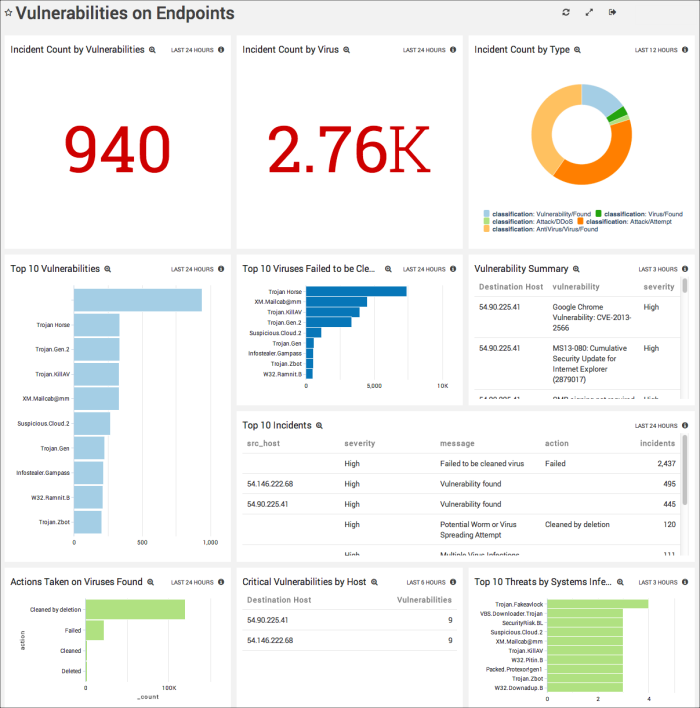 Vulnerabilities on Endpoints
Incident Count by Vulnerabilities LAST 24 HOURS
940
Incident Count by Virus LAST 24 HOURS
2.76K
Incident Count by Type LAST 12 HOURS
classification: Vulnerability/Found classification: Virus/Found
classification: Attack/DDoS classification: Attack/Attempt
classification: AntiVirus/Virus/Found
Top 10 Vulnerabilities LAST 24 HOURS
Trojan Horse
Trojan.Gen.2
Trojan.KillAV
XM.Mailcab@mm
Suspicious.Cloud.2
Trojan.Gen
Infostealer.Gampass
W32.Ramnit.B
Trojan.Zbot
0 500 1,000
Top 10 Viruses Failed to be Cle... LAST 24 HOURS
Trojan Horse
XM.Mailcab@mm
Trojan.KillAV
Trojan.Gen.2
Suspicious.Cloud.2
Trojan.Gen
Infostealer.Gampass
Trojan.Zbot
W32.Ramnit.B
0 5,000 10K
Vulnerability Summary LAST 3 HOURS
Destination Host vulnerability severity
54.90.225.41 Google Chrome High
Vulnerability: CVE-2013-
2566
54.90.225.41 MS13-080: Cumulative High
Security Update for
Internet Explorer
(2879017)
Top 10 Incidents LAST 24 HOURS
src_host severity message action incidents
High Failed to be cleaned virus Failed 2,437
54.146.222.68 High Vulnerability found 495
54.90.225.41 High Vulnerability found 445
High Potential Worm or Virus Cleaned by deletion 120
Spreading Attempt
High Multiple Virus Infections 111
Actions Taken on Viruses Found LAST 24 HOURS
action
Cleaned by deletion
Failed
Cleaned
Deleted
0 100K
_count
Critical Vulnerabilities by Host LAST 6 HOURS
Destination Host Vulnerabilities
54.90.225.41 9
54.146.222.68 9
Top 10 Threats by Systems Infe... LAST 3 HOURS
Trojan.Fakeavlock
VBS.Downloader.Trojan
SecurityRisk.BL
Suspicious.Cloud.2
XM.Mailcab@mm
Trojan.KillAV
W32.Pitin.B
Packed.Protexorigen1
Trojan.Zbot
W32.Downadup.B
0 2 4